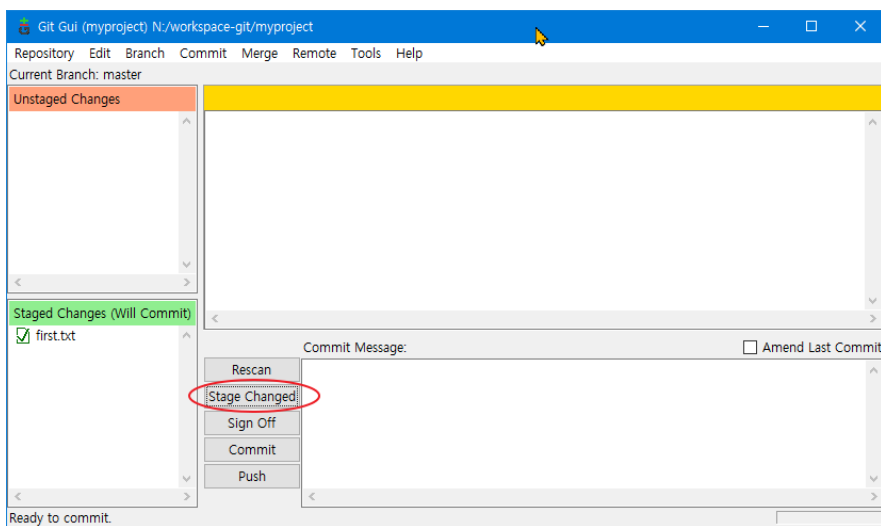 Git Gui (myproject) N:/workspace-git/myproject
Repository Edit Branch Commit Merge Remote Tools Help
Current Branch: master
Unstaged Changes
Staged Changes (Will Commit)
first.txt
Commit Message:
Amend Last Commit
Rescan
Stage Changed
Sign Off
Commit
Push
Ready to commit.